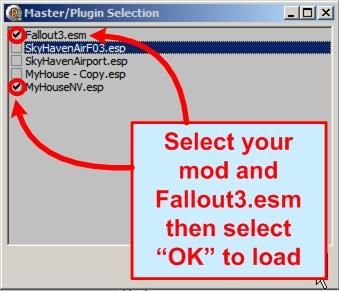 Master/Plugin Selection
Fallout3.esm
SkyHavenAirF03.esp
SkyHavenAirport.esp
MyHouse - Copy.esp
MyHouseNV.esp
Select your
mod and
Fallout3.esm
then select
“OK” to load